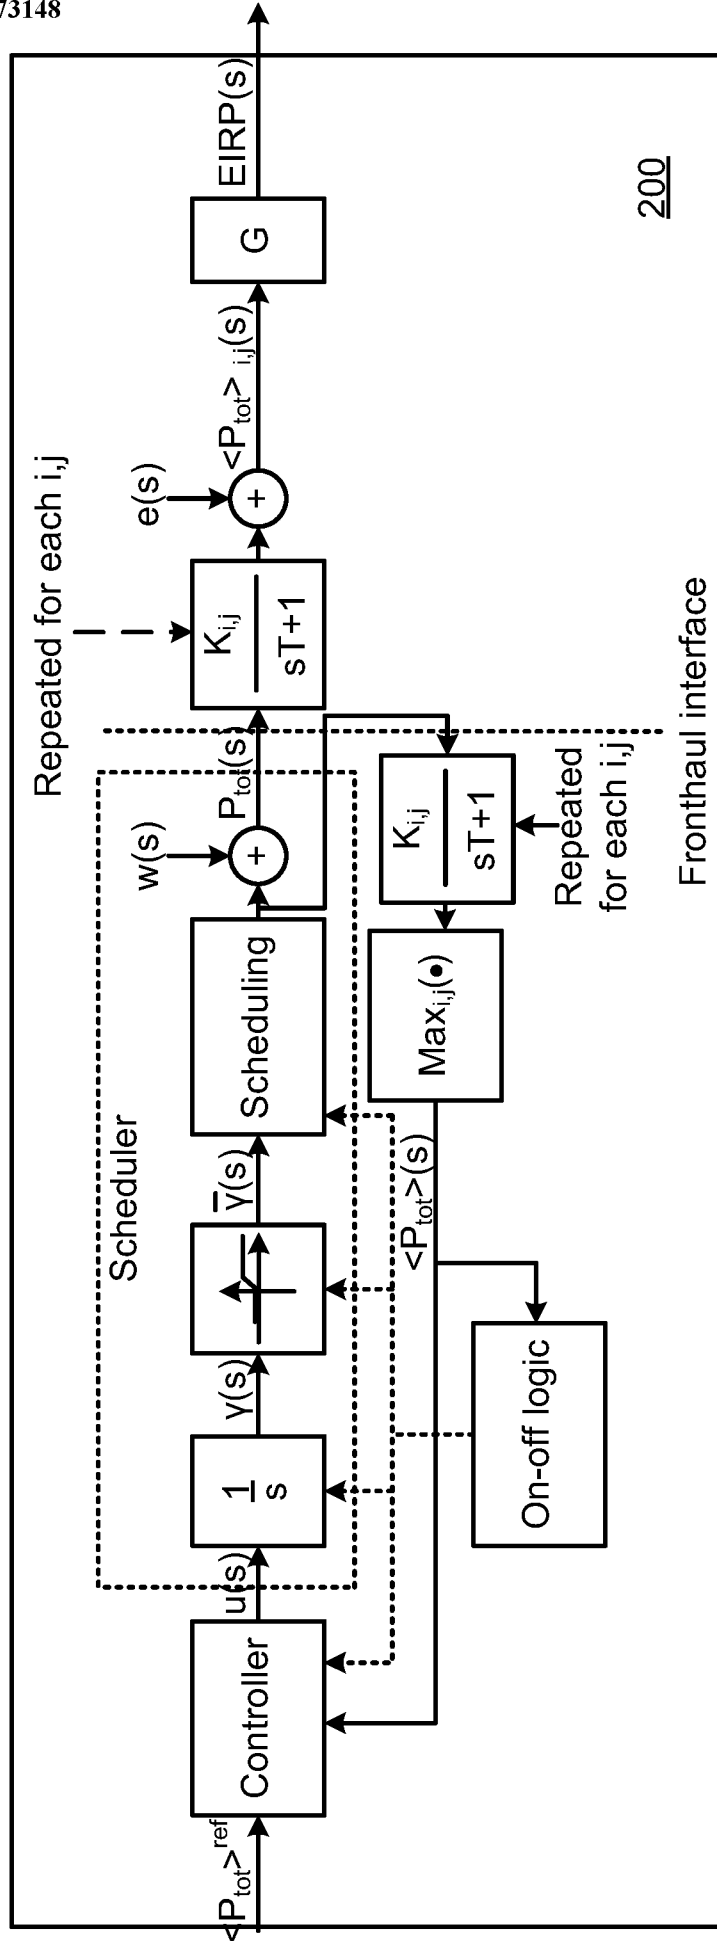 73148
<P_tot>^ref
Controller
u(s)
1
s
γ(s)
γ̅(s)
Scheduler
Scheduling
w(s)
+
P_tot(s)
Repeated for each i,j
K_i,j
sT+1
e(s)
+
<P_tot> _i,j(s)
G
EIRP(s)
K_i,j
sT+1
Repeated
for each i,j
Max_i,j(•)
<P_tot>(s)
On-off logic
Fronthaul interface
200